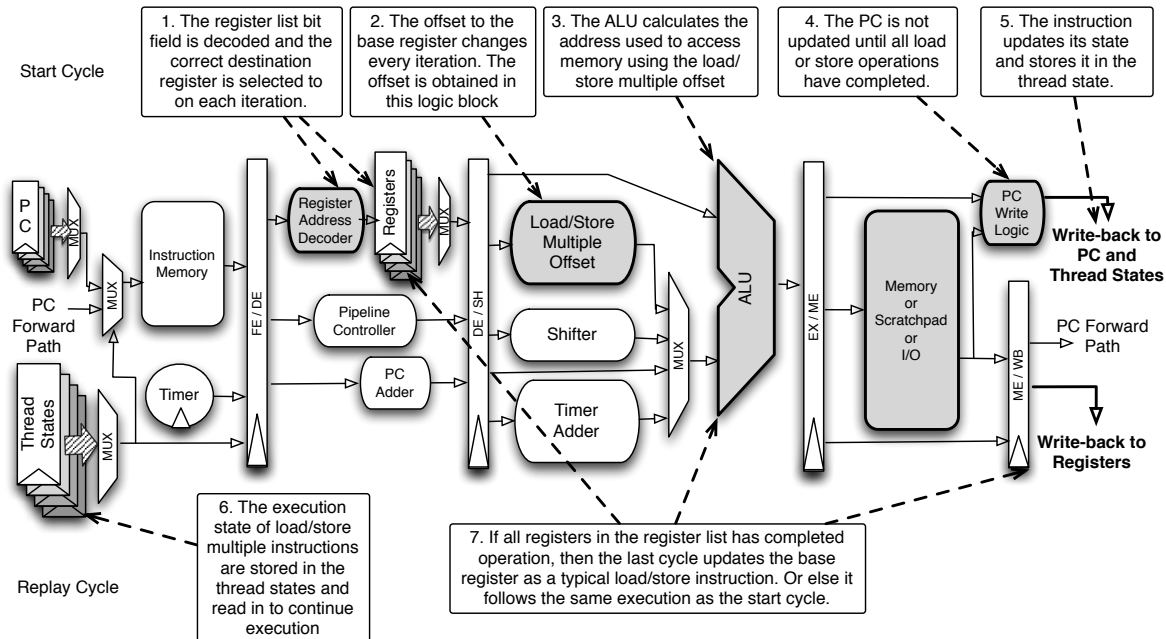 1. The register list bit
field is decoded and the
correct destination
register is selected to
on each iteration.
2. The offset to the
base register changes
every iteration. The
offset is obtained in
this logic block
3. The ALU calculates the
address used to access
memory using the load/
store multiple offset
4. The PC is not
updated until all load
or store operations
have completed.
5. The instruction
updates its state
and stores it in the
thread state.
Start Cycle
PC
MUX
MUX
PC
Forward
Path
Instruction
Memory
Timer
Thread
States
MUX
FE / DE
Register
Address
Decoder
Registers
MUX
Pipeline
Controller
PC
Adder
DE / SH
Load/Store
Multiple
Offset
Shifter
Timer
Adder
MUX
ALU
EX / ME
Memory
or
Scratchpad
or
I/O
PC
Write
Logic
Write-back to
PC and
Thread States
ME / WB
PC Forward
Path
Write-back to
Registers
6. The execution
state of load/store
multiple instructions
are stored in the
thread states and
read in to continue
execution
7. If all registers in the register list has completed
operation, then the last cycle updates the base
register as a typical load/store instruction. Or else it
follows the same execution as the start cycle.
Replay Cycle